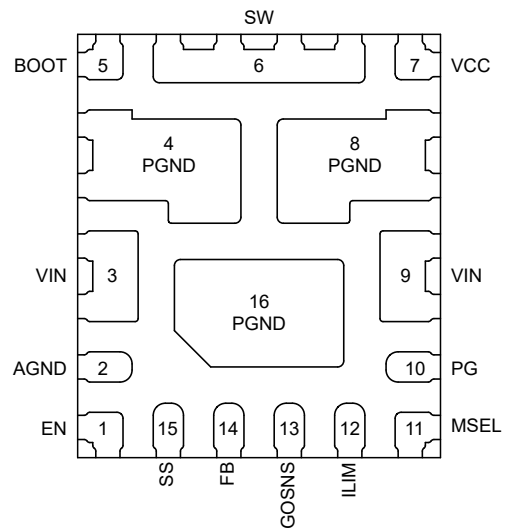 SW
BOOT 5 6 7 VCC
4 PGND 8 PGND
VIN 3 9 VIN
16 PGND
AGND 2 10 PG
EN 1 15 14 13 12 11 MSEL
SS FB GOSNS ILIM